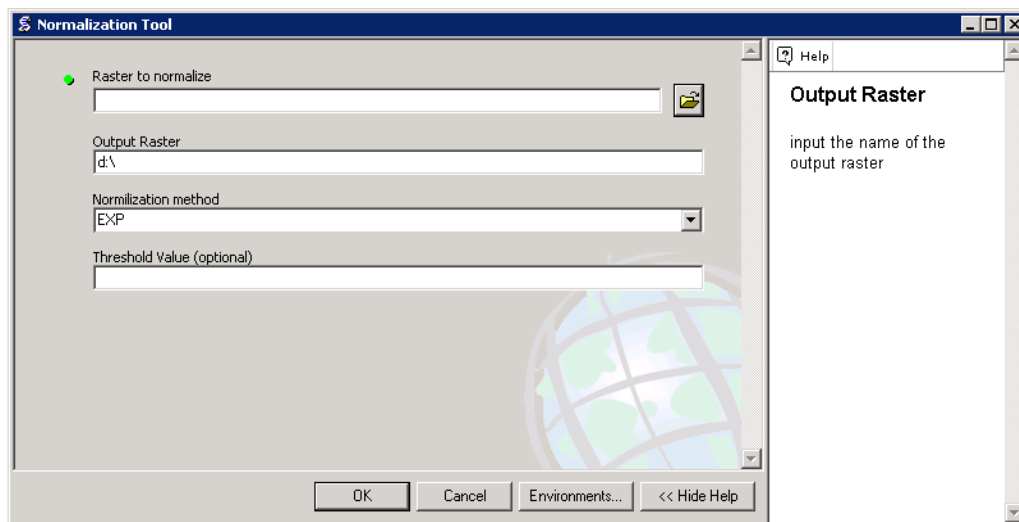 Normalization Tool
Raster to normalize
Output Raster
d:\
Normilization method
EXP
Threshold Value (optional)
OK
Cancel
Environments...
<< Hide Help
Help
Output Raster
input the name of the
output raster